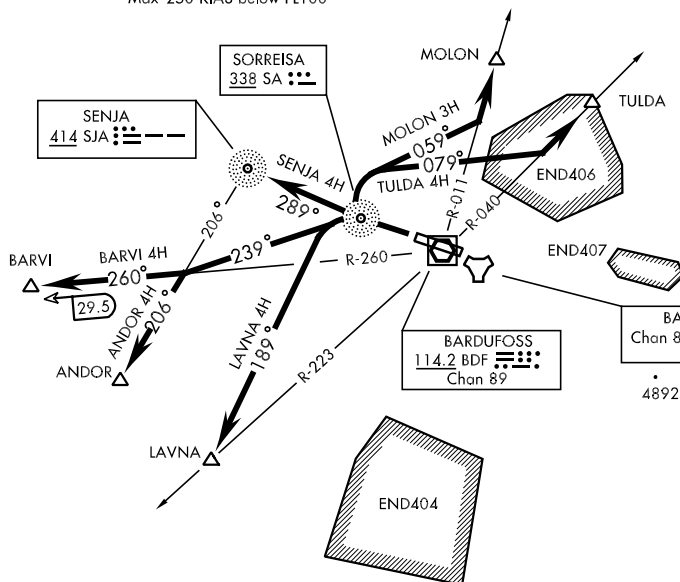 Max 250 KIAS below FL100
MOLON
SORREISA
338 SA
TULDA
SENJA
414 SJA
MOLON 3H
059°
079°
TULDA 4H
END406
SENJA 4H
289°
R-011
R-040
206°
BARVI
BARVI 4H
239°
260°
R-260
END407
29.5
ANDOR 4H
206°
LAVNA 4H
189°
ANDOR
R-223
BARDUFOSS
114.2 BDF
Chan 89
BA
Chan 8
4892
LAVNA
END404